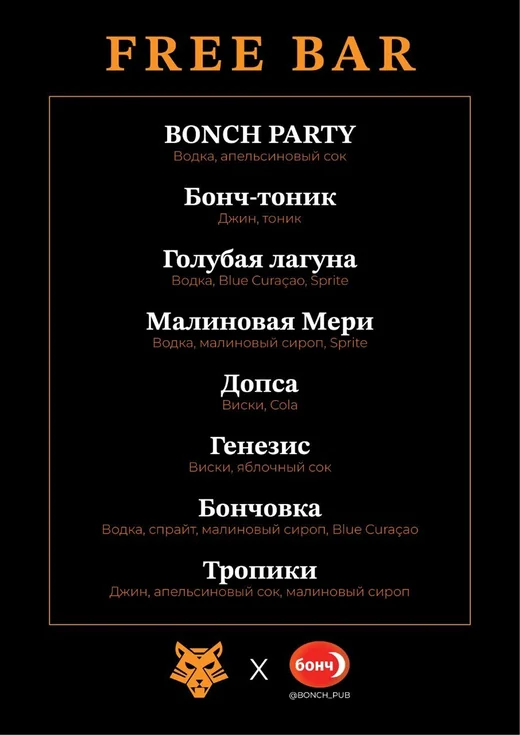 FREE BAR
BONCH PARTY
Водка, апельсиновый сок
Бонч-тоник
Джин, тоник
Голубая лагуна
Водка, Blue Curaçao, Sprite
Малиновая Мери
Водка, малиновый сироп, Sprite
Допса
Виски, Cola
Генезис
Виски, яблочный сок
Бончовка
Водка, спрайт, малиновый сироп, Blue Curaçao
Тропики
Джин, апельсиновый сок, малиновый сироп
X
бонч
@BONCH_PUB